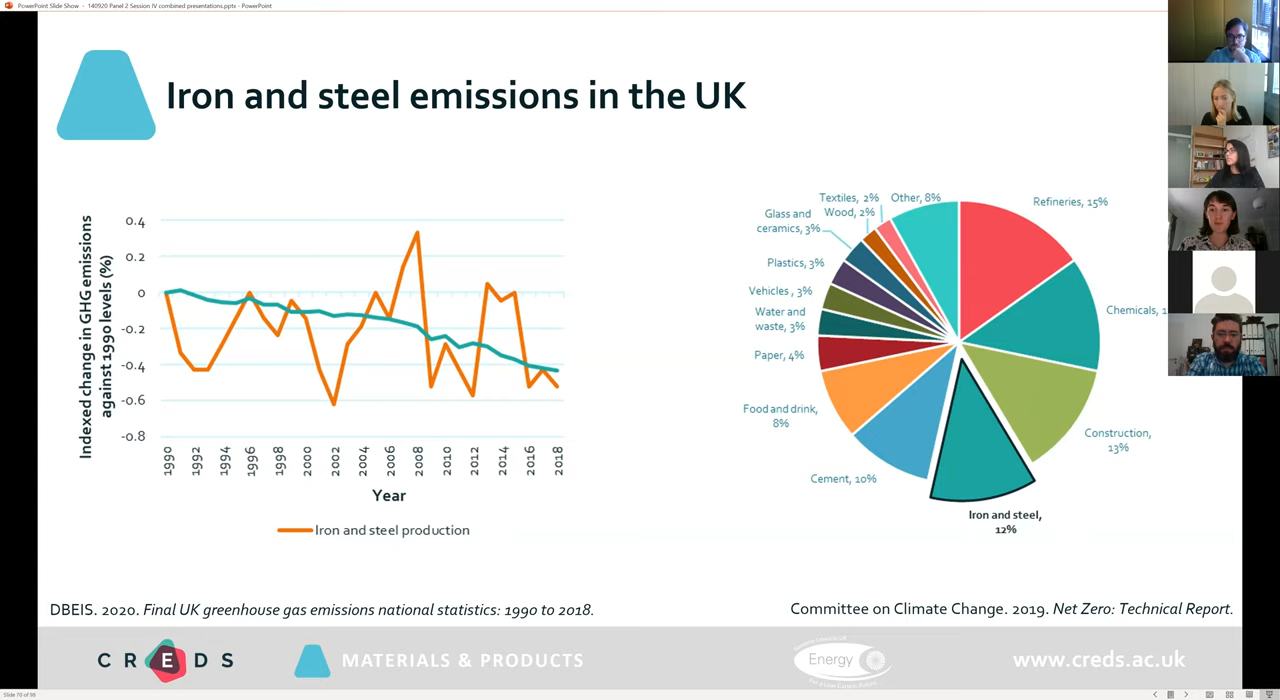 PowerPoint Slide Show - 140920 Panel 2 Session IV combined presentations.pptx - PowerPoint
Iron and steel emissions in the UK
Indexed change in GHG emissions
against 1990 levels (%)
0.4
0.2
0
-0.2
-0.4
-0.6
-0.8
1990
1992
1994
1996
1998
2000
2002
2004
2006
2008
2010
2012
2014
2016
2018
Year
Iron and steel production
Textiles, 2%
Other, 8%
Refineries, 15%
Glass and
ceramics, 3%
Wood, 2%
Plastics, 3%
Vehicles , 3%
Chemicals, 1
Water and
waste, 3%
Paper, 4%
Food and drink,
8%
Construction,
13%
Cement, 10%
Iron and steel,
12%
DBEIS. 2020. Final UK greenhouse gas emissions national statistics: 1990 to 2018.
Committee on Climate Change. 2019. Net Zero: Technical Report.
CREDS
MATERIALS & PRODUCTS
Energy
www.creds.ac.uk
Slide 70 of 98